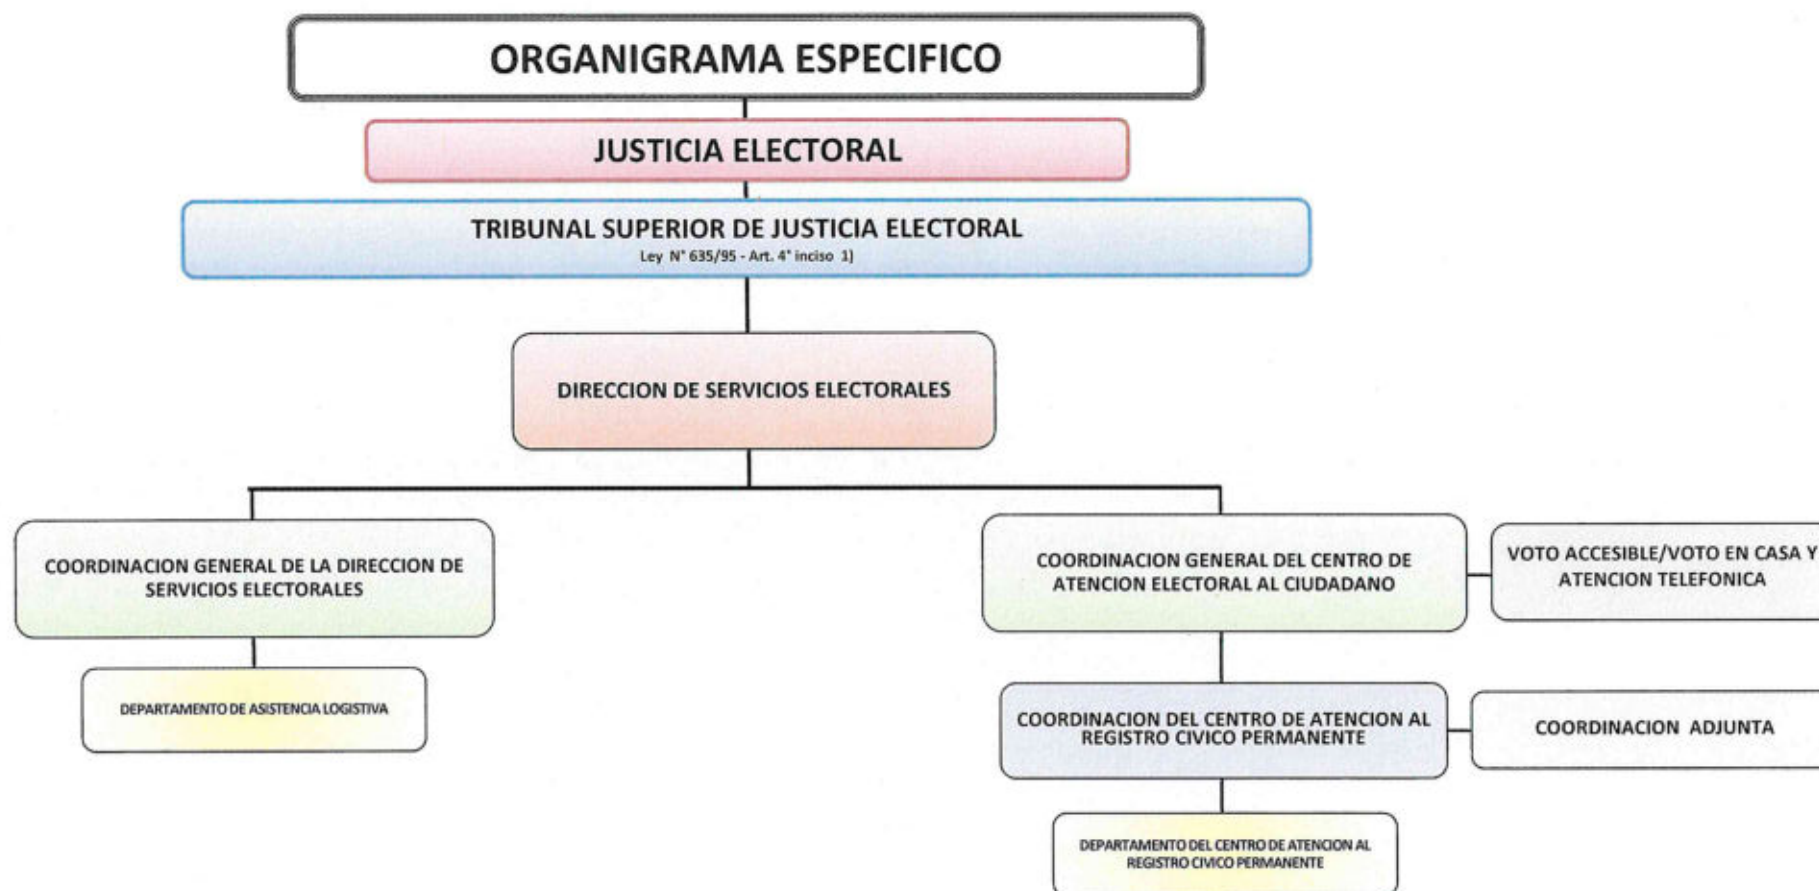 ORGANIGRAMA ESPECIFICO
JUSTICIA ELECTORAL
TRIBUNAL SUPERIOR DE JUSTICIA ELECTORAL
Ley N° 635/95 - Art. 4° inciso 1)
DIRECCION DE SERVICIOS ELECTORALES
COORDINACION GENERAL DE LA DIRECCION DE
SERVICIOS ELECTORALES
COORDINACION GENERAL DEL CENTRO DE
ATENCION ELECTORAL AL CIUDADANO
VOTO ACCESIBLE/VOTO EN CASA Y
ATENCION TELEFONICA
DEPARTAMENTO DE ASISTENCIA LOGISTIVA
COORDINACION DEL CENTRO DE ATENCION AL
REGISTRO CIVICO PERMANENTE
COORDINACION ADJUNTA
DEPARTAMENTO DEL CENTRO DE ATENCION AL
REGISTRO CIVICO PERMANENTE